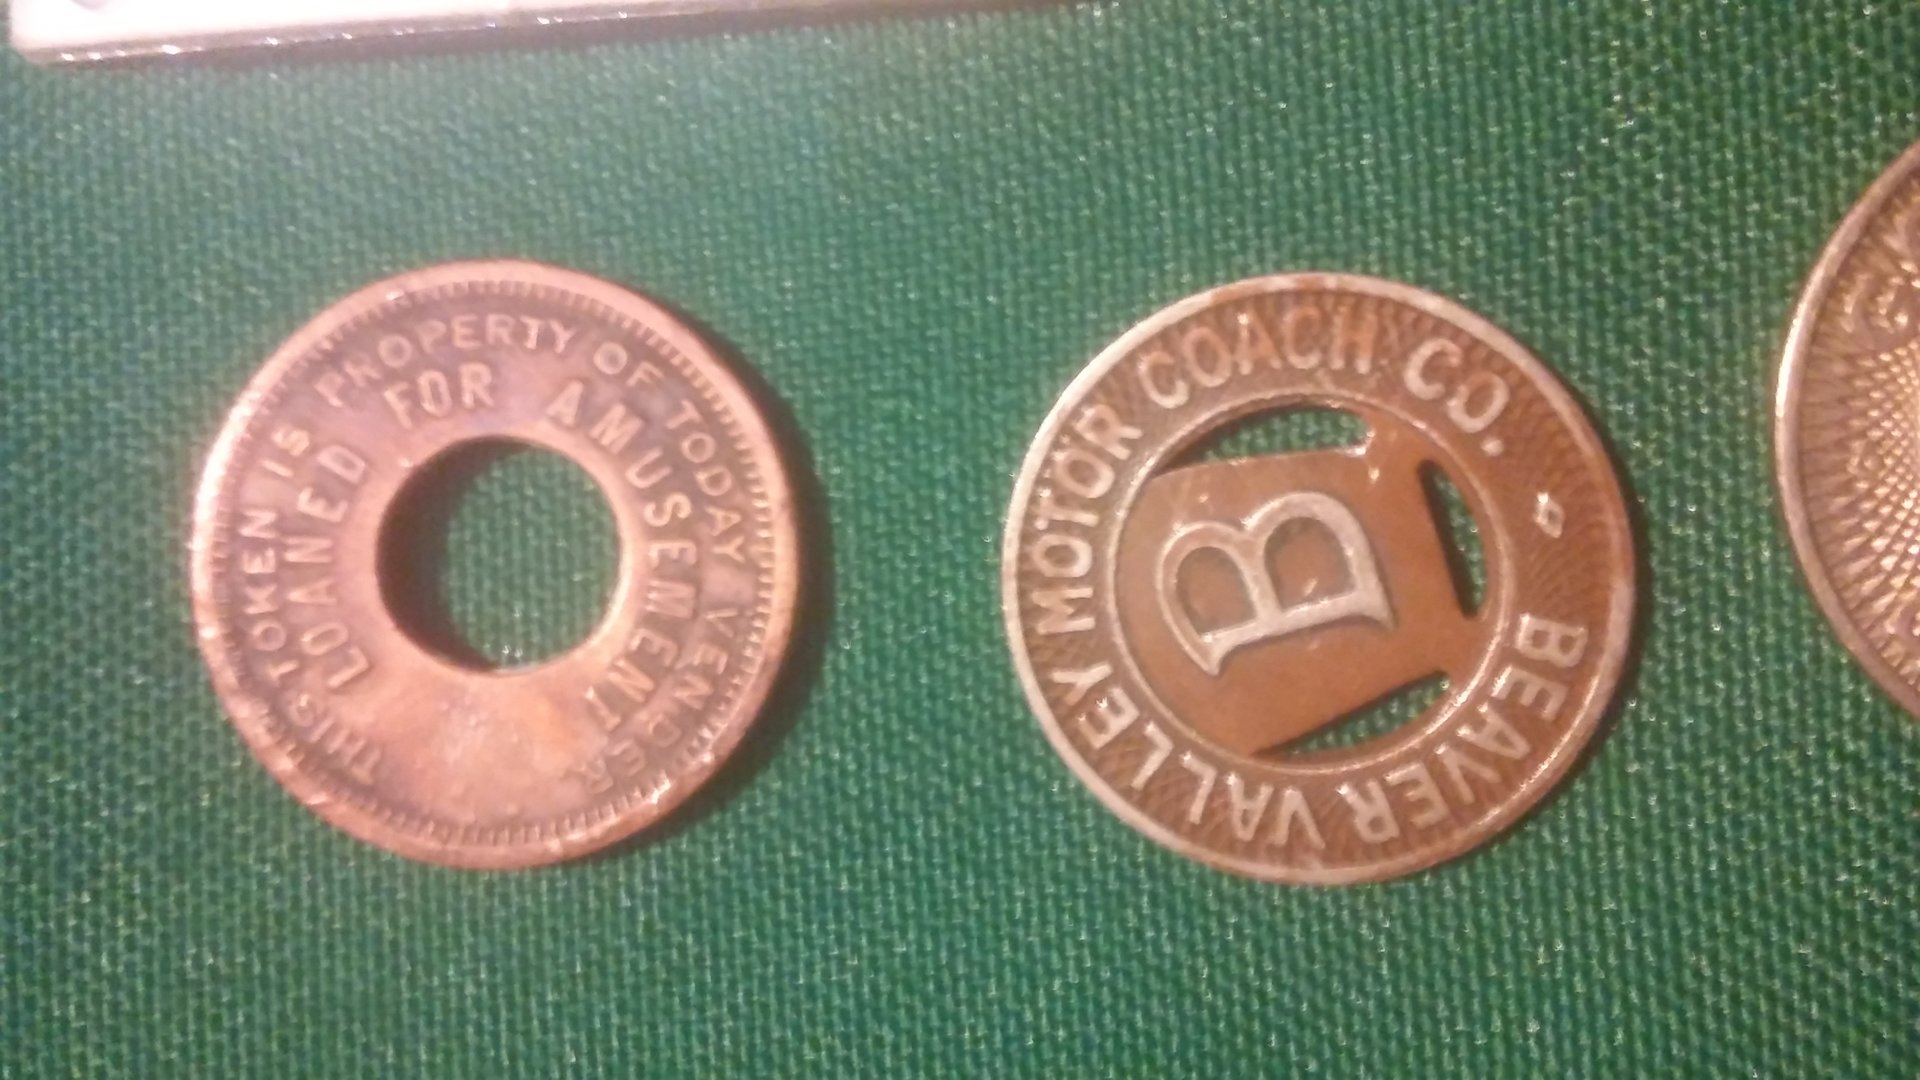 THIS TOKEN IS PROPERTY OF TODAY VENDER
LOANED FOR AMUSEMENT
BEAVER VALLEY MOTOR COACH CO.
B